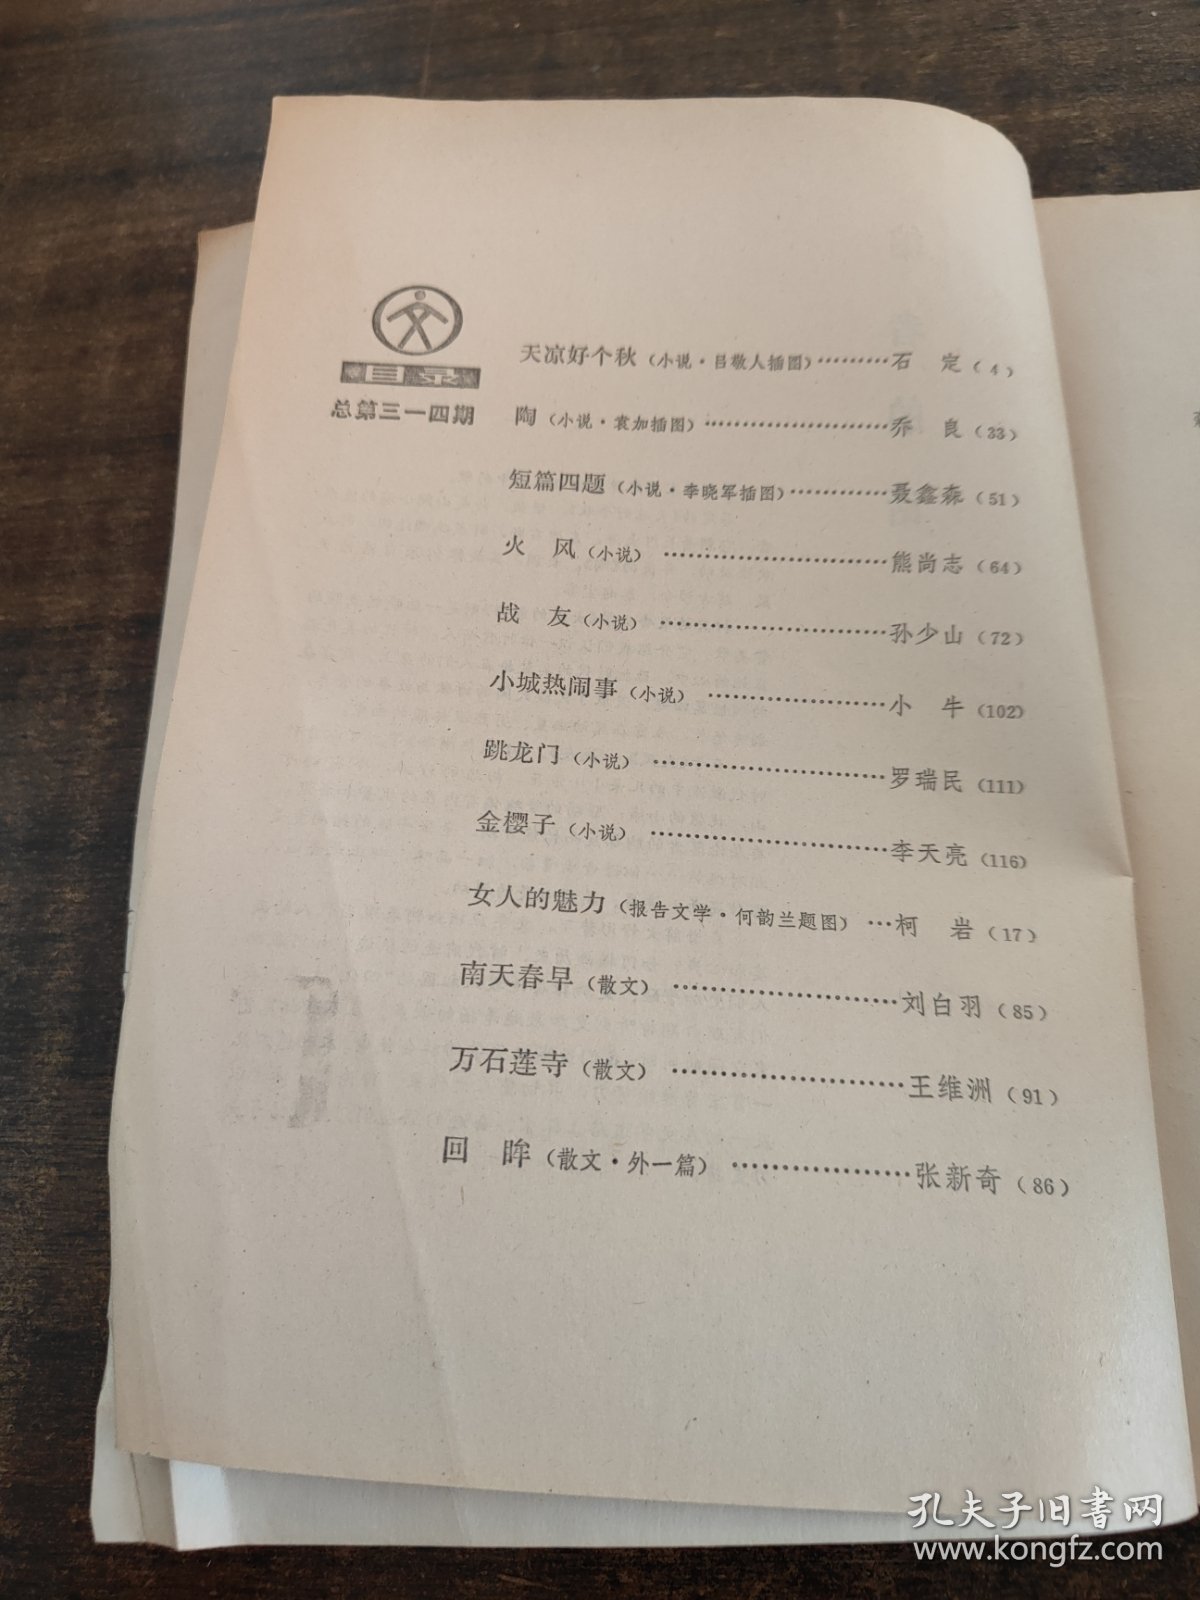 目录
总第三一四期
天凉好个秋（小说·吕敬人插图）………石　定（4）
陶（小说·袁加插图）……………………乔　良（33）
短篇四题（小说·李晓军插图）…………聂鑫森（51）
火　风（小说）………………………熊尚志（64）
战　友（小说）………………………孙少山（72）
小城热闹事（小说）…………………小　牛（102）
跳龙门（小说）………………………罗瑞民（111）
金樱子（小说）………………………李天亮（116）
女人的魅力（报告文学·何韵兰题图）…柯　岩（17）
南天春早（散文）……………………刘白羽（85）
万石莲寺（散文）……………………王维洲（91）
回　眸（散文·外一篇）………………张新奇（86）
孔夫子旧书网
www.kongfz.com